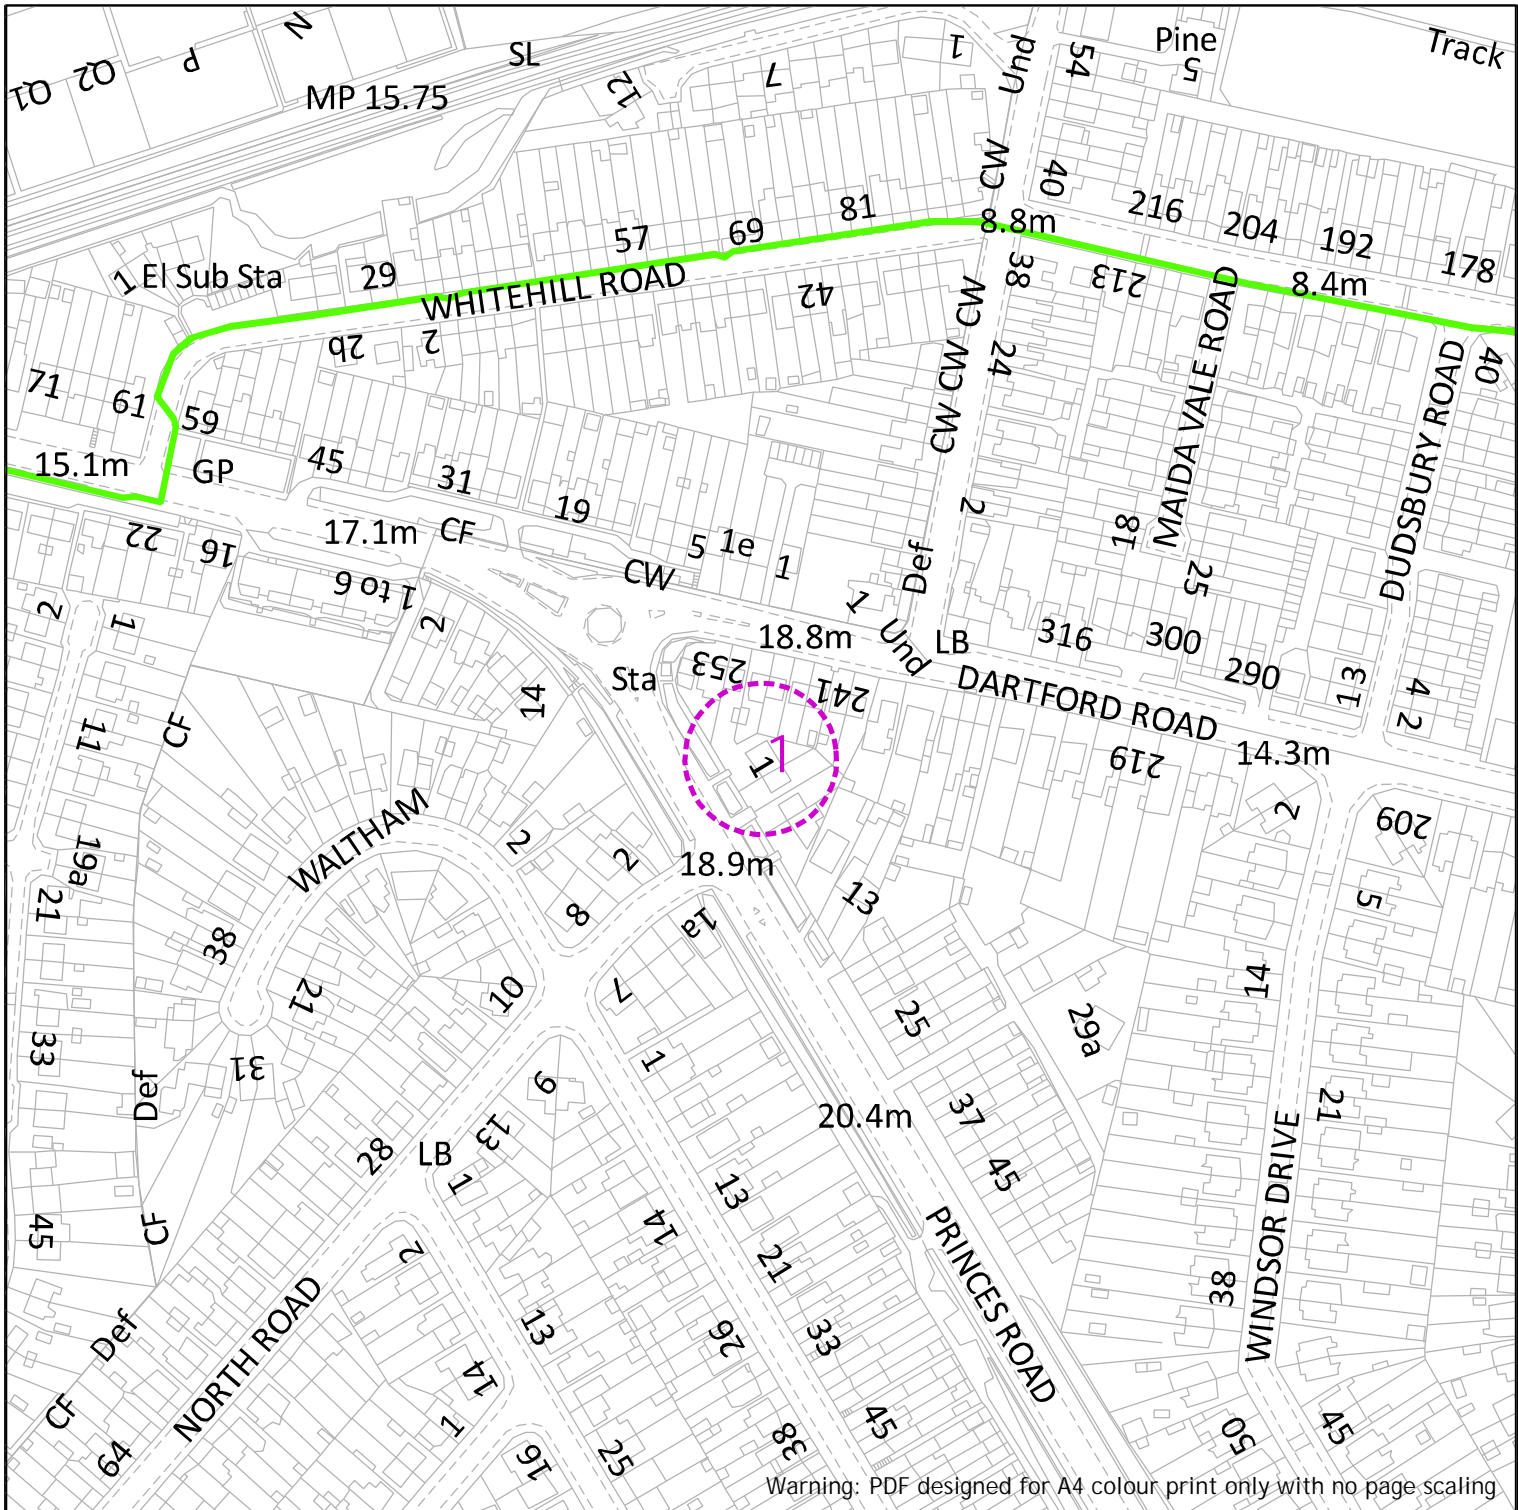 Q1
Q2
P
N
SL
MP 15.75
12
7
1
Und
54
Pine
5
Track
CW
40
216
204
192
178
81
69
57
8.8m
29
El Sub Sta
1
WHITEHILL ROAD
38
213
8.4m
42
2b
2
CW CW CW
24
MAIDA VALE ROAD
DUDSBURY ROAD
40
71
61
59
15.1m
GP
45
31
19
22
16
17.1m
CF
5
1e
1
CW
2
18
25
Def
1 to 6
2
1
2
1
Und
LB
18.8m
316
300
290
13
4
2
Sta
253
241
DARTFORD ROAD
14
11
CF
1
1
219
14.3m
2
209
WALTHAM
2
2
18.9m
19a
21
38
8
1a
13
5
21
10
7
25
14
29a
33
31
Def
1
6
13
20.4m
37
21
28
LB
1
45
13
14
45
CF
2
21
PRINCES ROAD
WINDSOR DRIVE
38
Def
NORTH ROAD
13
26
33
14
CF
1
64
16
25
38
45
50
45
Warning: PDF designed for A4 colour print only with no page scaling